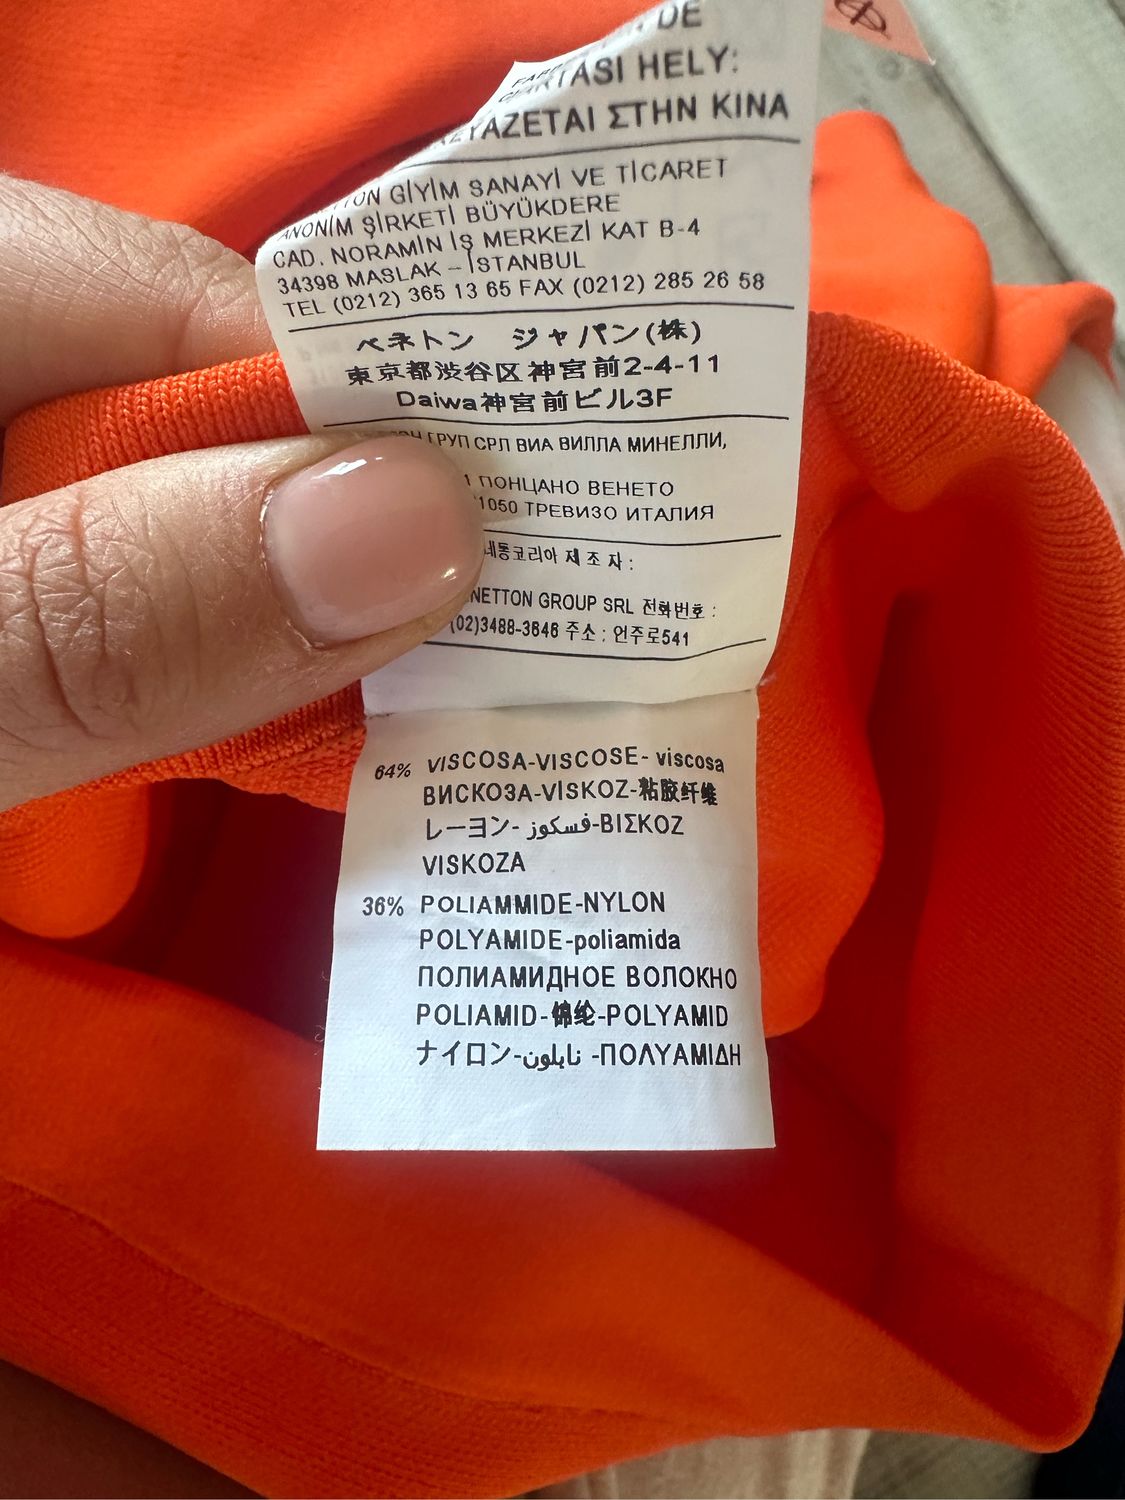 DE
HELY:
ΣΤΗΝ ΚΙΝΑ
GİYİM SANAYİ VE TİCARET
ANONİM ŞİRKETİ BÜYÜKDERE
CAD. NORAMİN İŞ MERKEZİ KAT B-4
34398 MASLAK – İSTANBUL
TEL (0212) 365 13 65 FAX (0212) 285 26 58
ベネトン ジャパン(株)
東京都渋谷区神宮前2-4-11
Daiwa神宮前ビル3F
ГРУП СРЛ ВИА ВИЛЛА МИНЕЛЛИ,
ПОНЦАНО ВЕНЕТО
ТРЕВИЗО ИТАЛИЯ
제 조 자 :
GROUP SRL 전화번호 :
(02)3488-3646 주소 : 언주로541
64% VISCOSA-VISCOSE- viscosa
ВИСКОЗА-VİSKOZ-粘胶纤维
レーヨン- فسكوز-ΒΙΣΚΟΖ
VISKOZA
36% POLIAMMIDE-NYLON
POLYAMIDE-poliamida
ПОЛИАМИДНОЕ ВОЛОКНО
POLIAMID-锦纶-POLYAMID
ナイロン-نايلون -ΠΟΛΥΑΜΙΔΗ